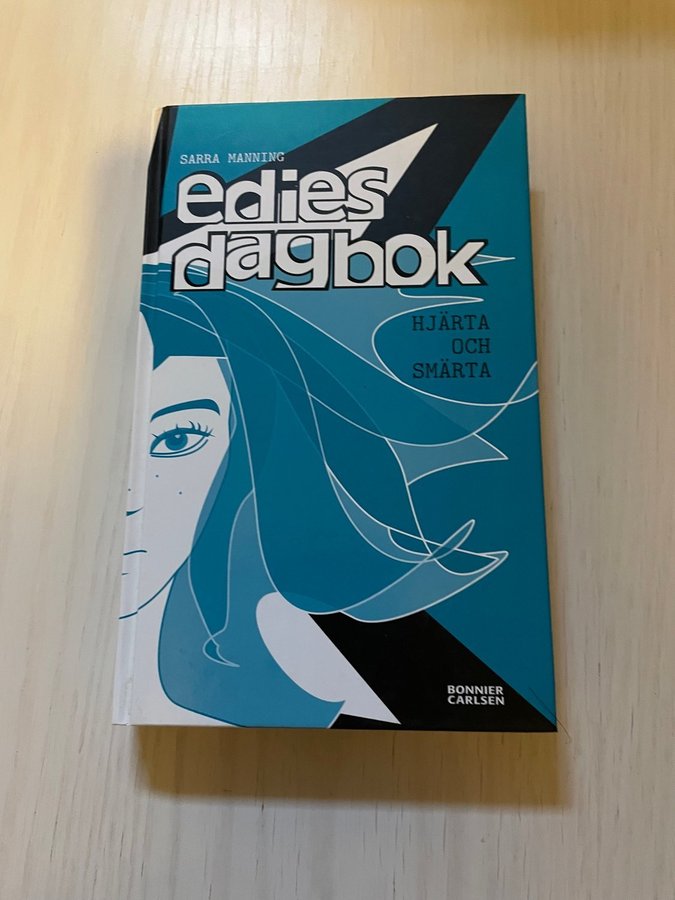 SARRA MANNING
edies
dagbok
HJÄRTA
OCH
SMÄRTA
BONNIER
CARLSEN